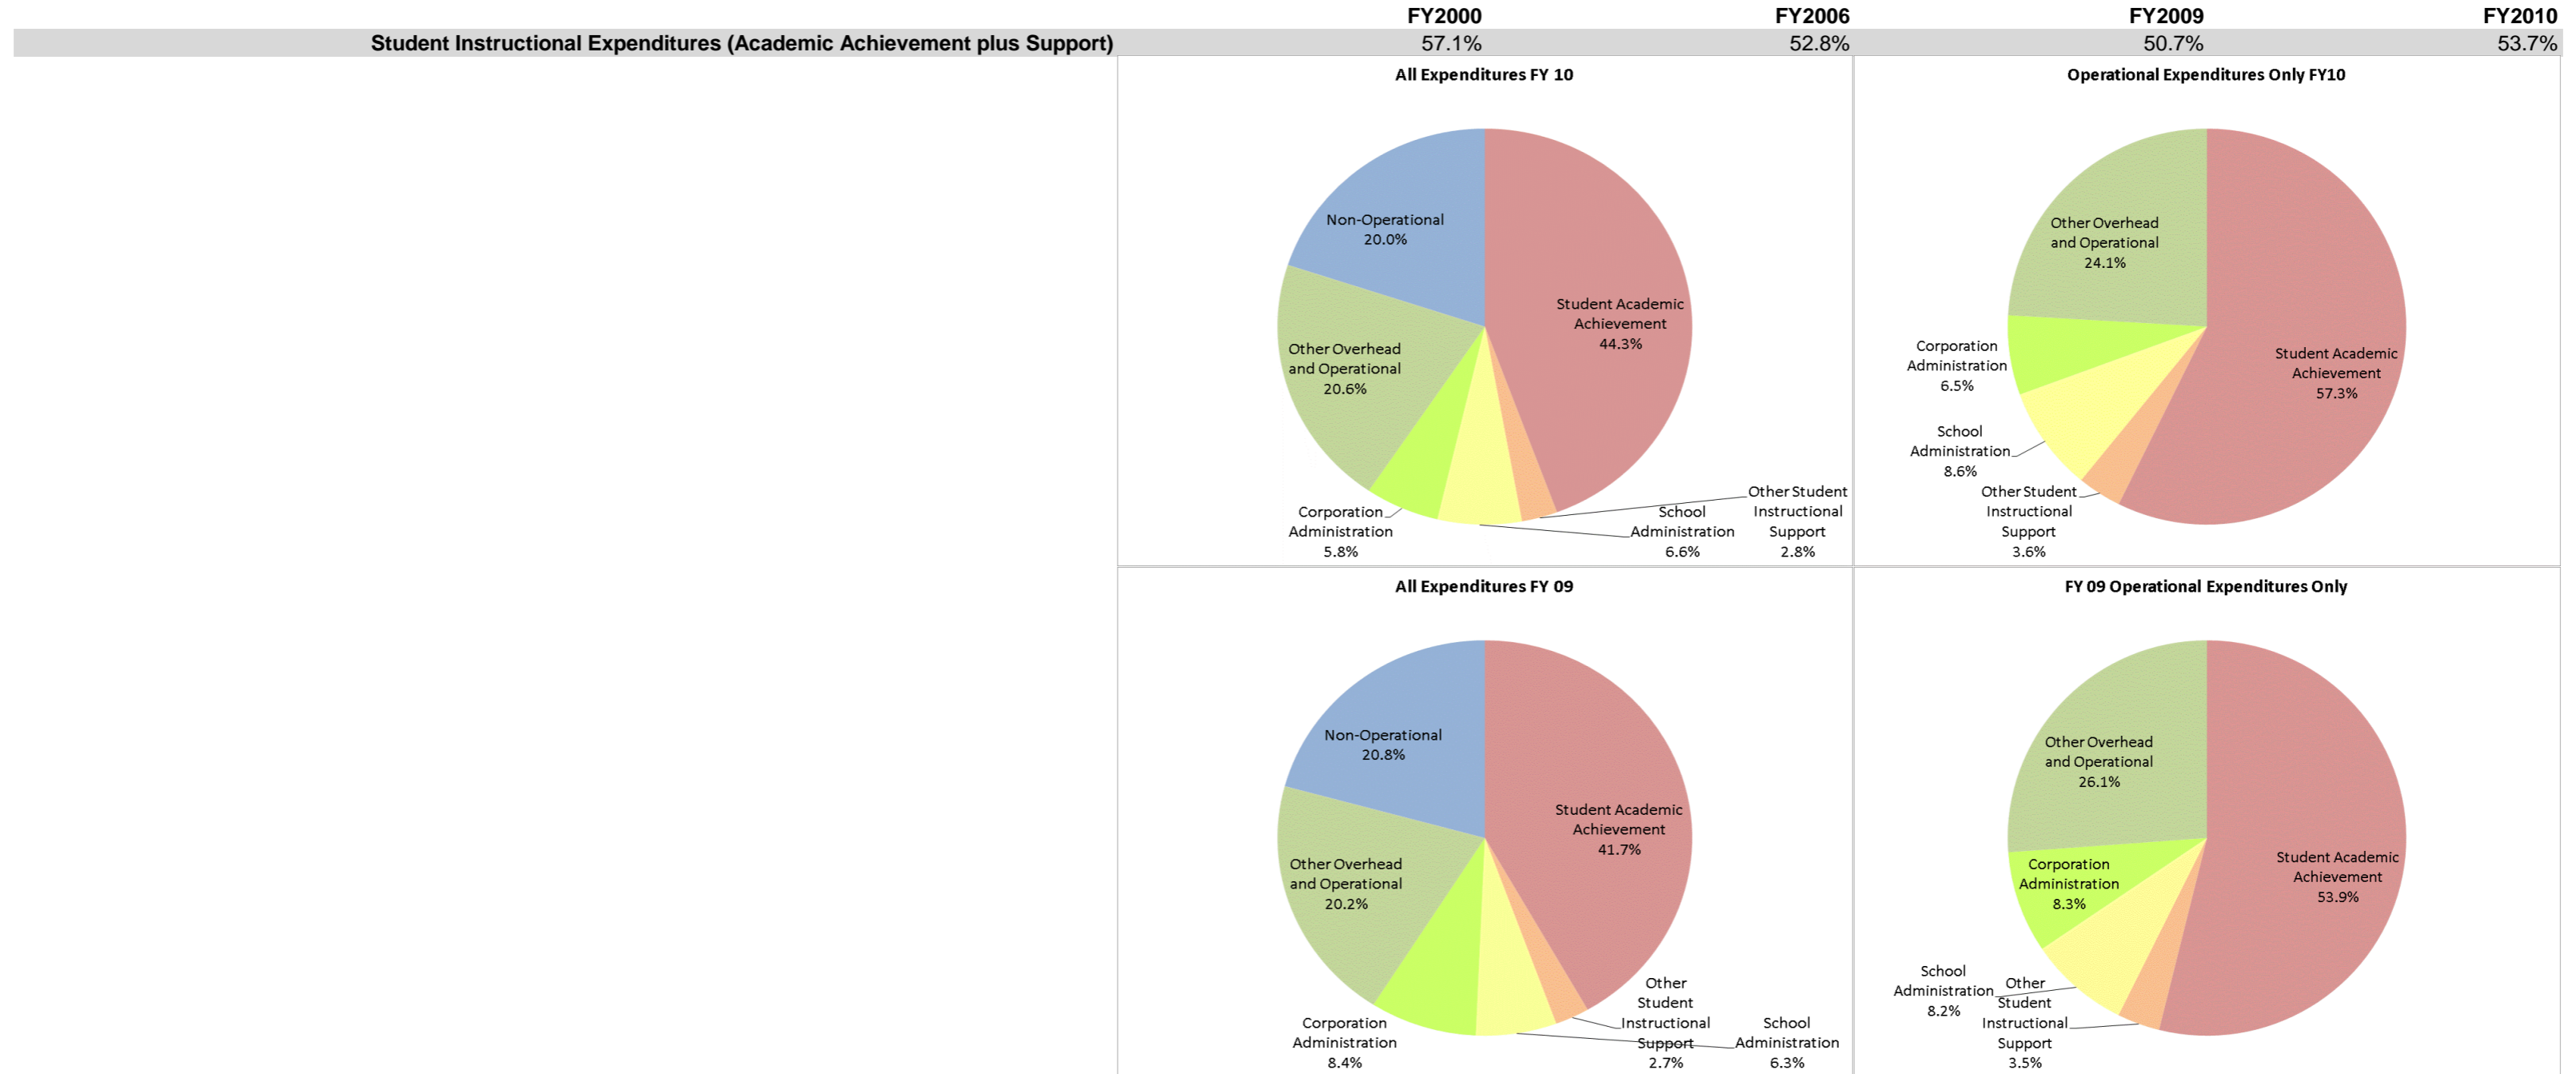 FY2000 FY2006 FY2009 FY2010
Student Instructional Expenditures (Academic Achievement plus Support) 57.1% 52.8% 50.7% 53.7%
All Expenditures FY 10
Non-Operational
20.0%
Student Academic
Achievement
44.3%
Other Overhead
and Operational
20.6%
Corporation
Administration
5.8%
School
Administration
6.6%
Other Student
Instructional
Support
2.8%
Operational Expenditures Only FY10
Other Overhead
and Operational
24.1%
Corporation
Administration
6.5%
Student Academic
Achievement
57.3%
School
Administration
8.6%
Other Student
Instructional
Support
3.6%
All Expenditures FY 09
Non-Operational
20.8%
Student Academic
Achievement
41.7%
Other Overhead
and Operational
20.2%
Corporation
Administration
8.4%
Other
Student
Instructional
Support
2.7%
School
Administration
6.3%
FY 09 Operational Expenditures Only
Other Overhead
and Operational
26.1%
Corporation
Administration
8.3%
Student Academic
Achievement
53.9%
School
Administration
8.2%
Other
Student
Instructional
Support
3.5%